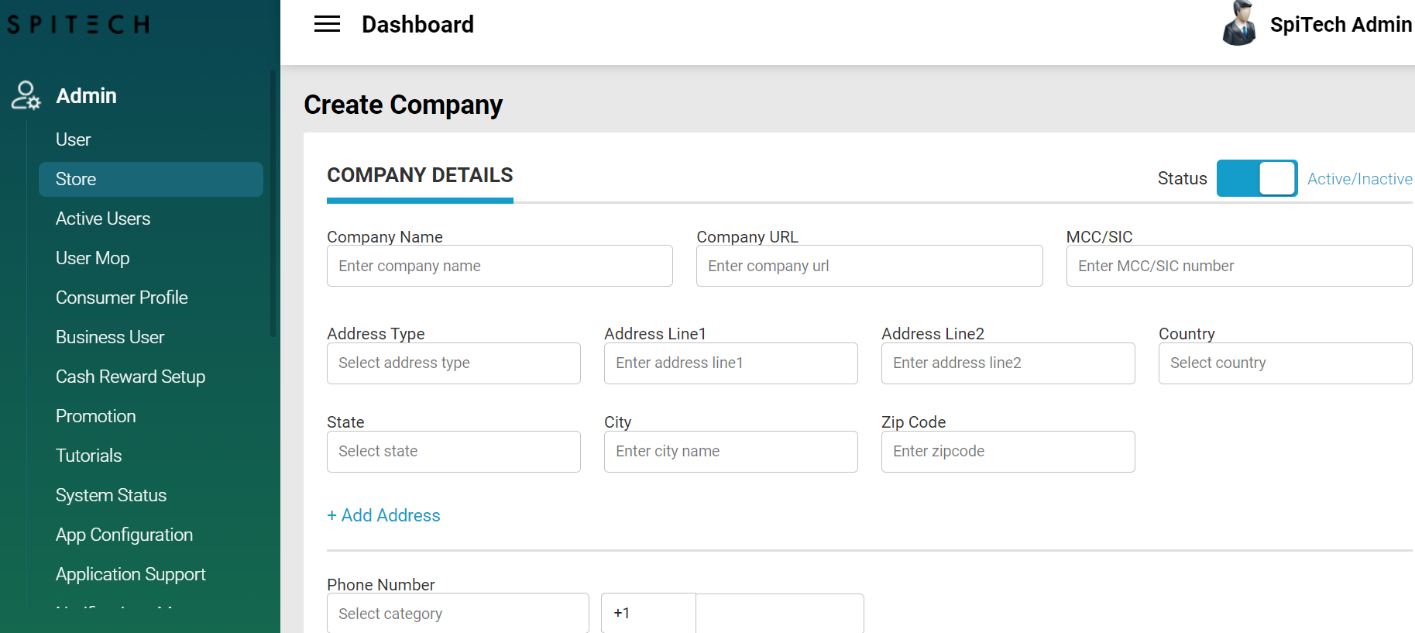 SPITECH
Dashboard
SpiTech Admin
Admin
User
Store
Active Users
User Mop
Consumer Profile
Business User
Cash Reward Setup
Promotion
Tutorials
System Status
App Configuration
Application Support
Create Company
COMPANY DETAILS
Status Active/Inactive
Company Name Company URL MCC/SIC
Enter company name Enter company url Enter MCC/SIC number
Address Type Address Line1 Address Line2 Country
Select address type Enter address line1 Enter address line2 Select country
State City Zip Code
Select state Enter city name Enter zipcode
+ Add Address
Phone Number
Select category +1